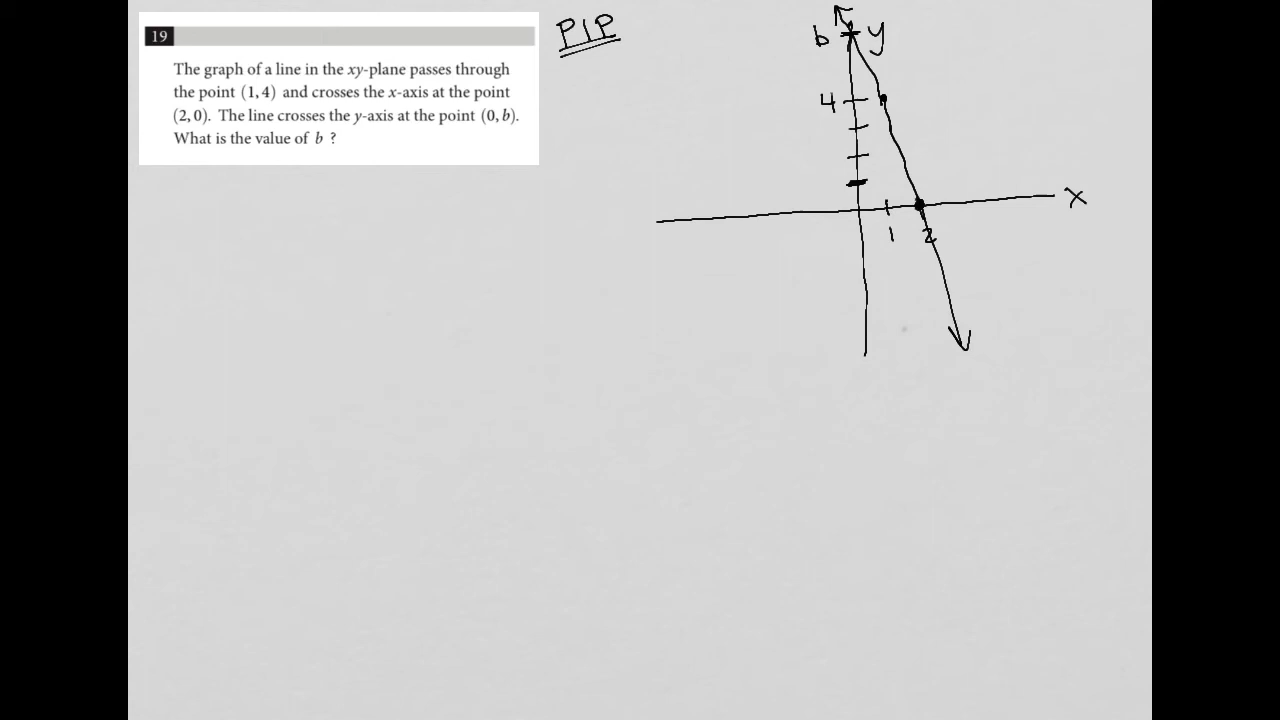 19
The graph of a line in the xy-plane passes through
the point (1, 4) and crosses the x-axis at the point
(2, 0). The line crosses the y-axis at the point (0, b).
What is the value of b ?
PIP
b y
4
x
1 2